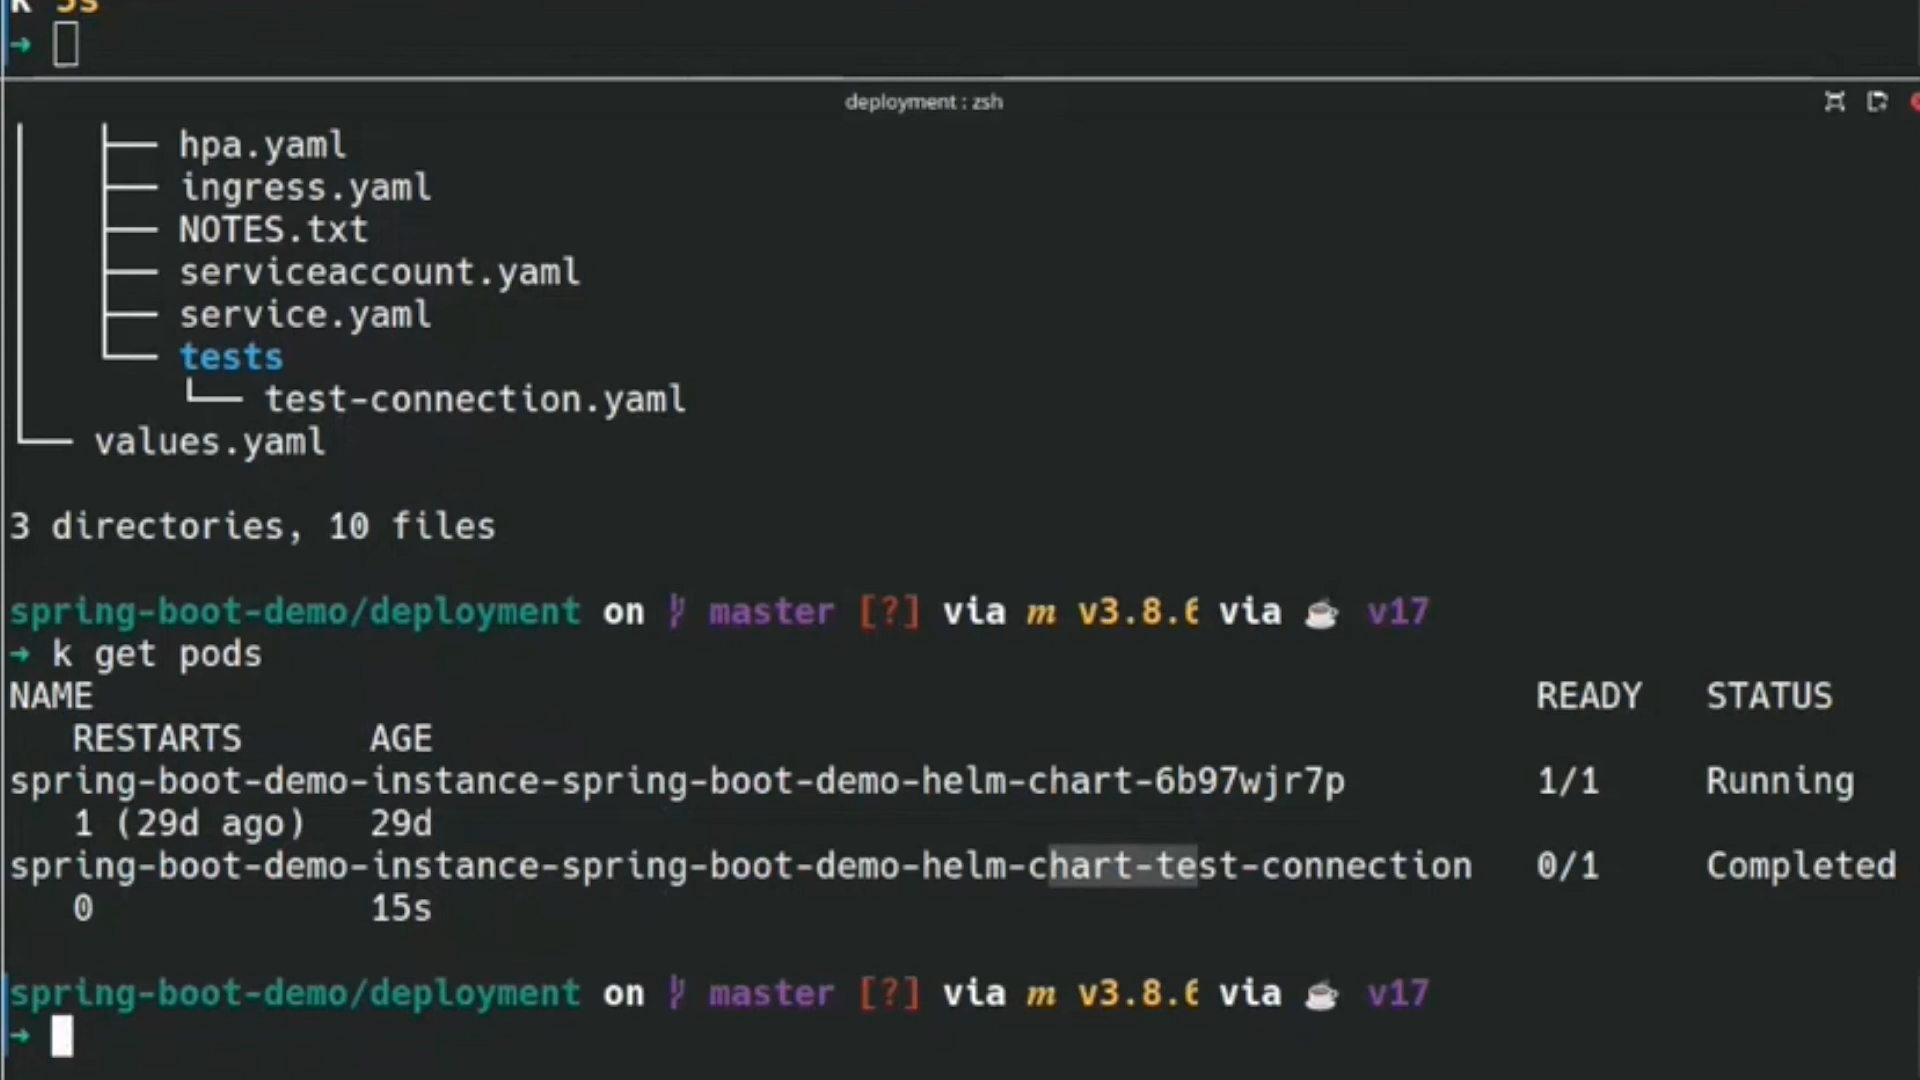 k 5s
→
deployment : zsh
├── hpa.yaml
├── ingress.yaml
├── NOTES.txt
├── serviceaccount.yaml
├── service.yaml
└── tests
└── test-connection.yaml
└── values.yaml
3 directories, 10 files
spring-boot-demo/deployment on master [?] via m v3.8.6 via ☕ v17
→ k get pods
NAME READY STATUS
RESTARTS AGE
spring-boot-demo-instance-spring-boot-demo-helm-chart-6b97wjr7p 1/1 Running
1 (29d ago) 29d
spring-boot-demo-instance-spring-boot-demo-helm-chart-test-connection 0/1 Completed
0 15s
spring-boot-demo/deployment on master [?] via m v3.8.6 via ☕ v17
→